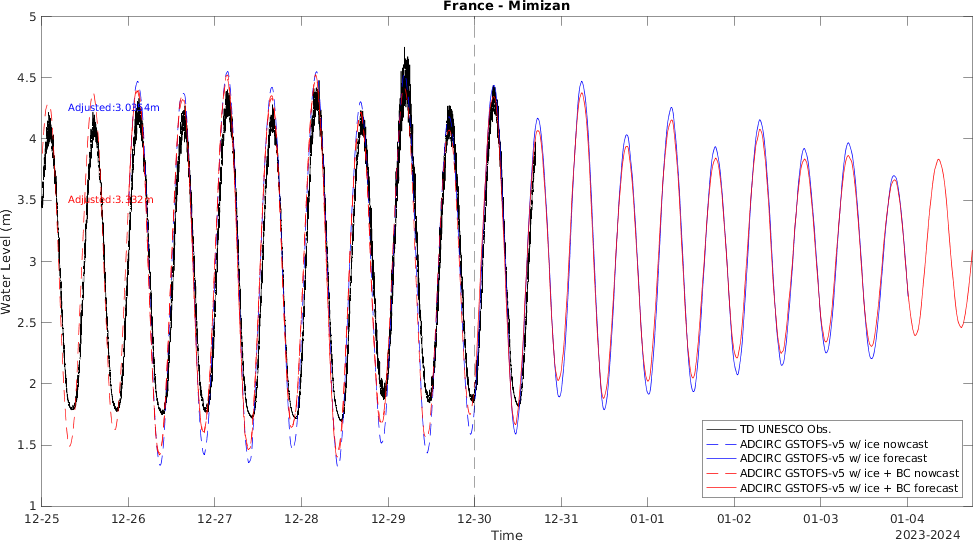 France - Mimizan
5
4.5
Adjusted:3.0364m
4
3.5
Adjusted:3.132m
3
2.5
2
1.5
1
Water Level (m)
TD UNESCO Obs.
ADCIRC GSTOFS-v5 w/ ice nowcast
ADCIRC GSTOFS-v5 w/ ice forecast
ADCIRC GSTOFS-v5 w/ ice + BC nowcast
ADCIRC GSTOFS-v5 w/ ice + BC forecast
12-25 12-26 12-27 12-28 12-29 12-30 12-31 01-01 01-02 01-03 01-04
Time
2023-2024